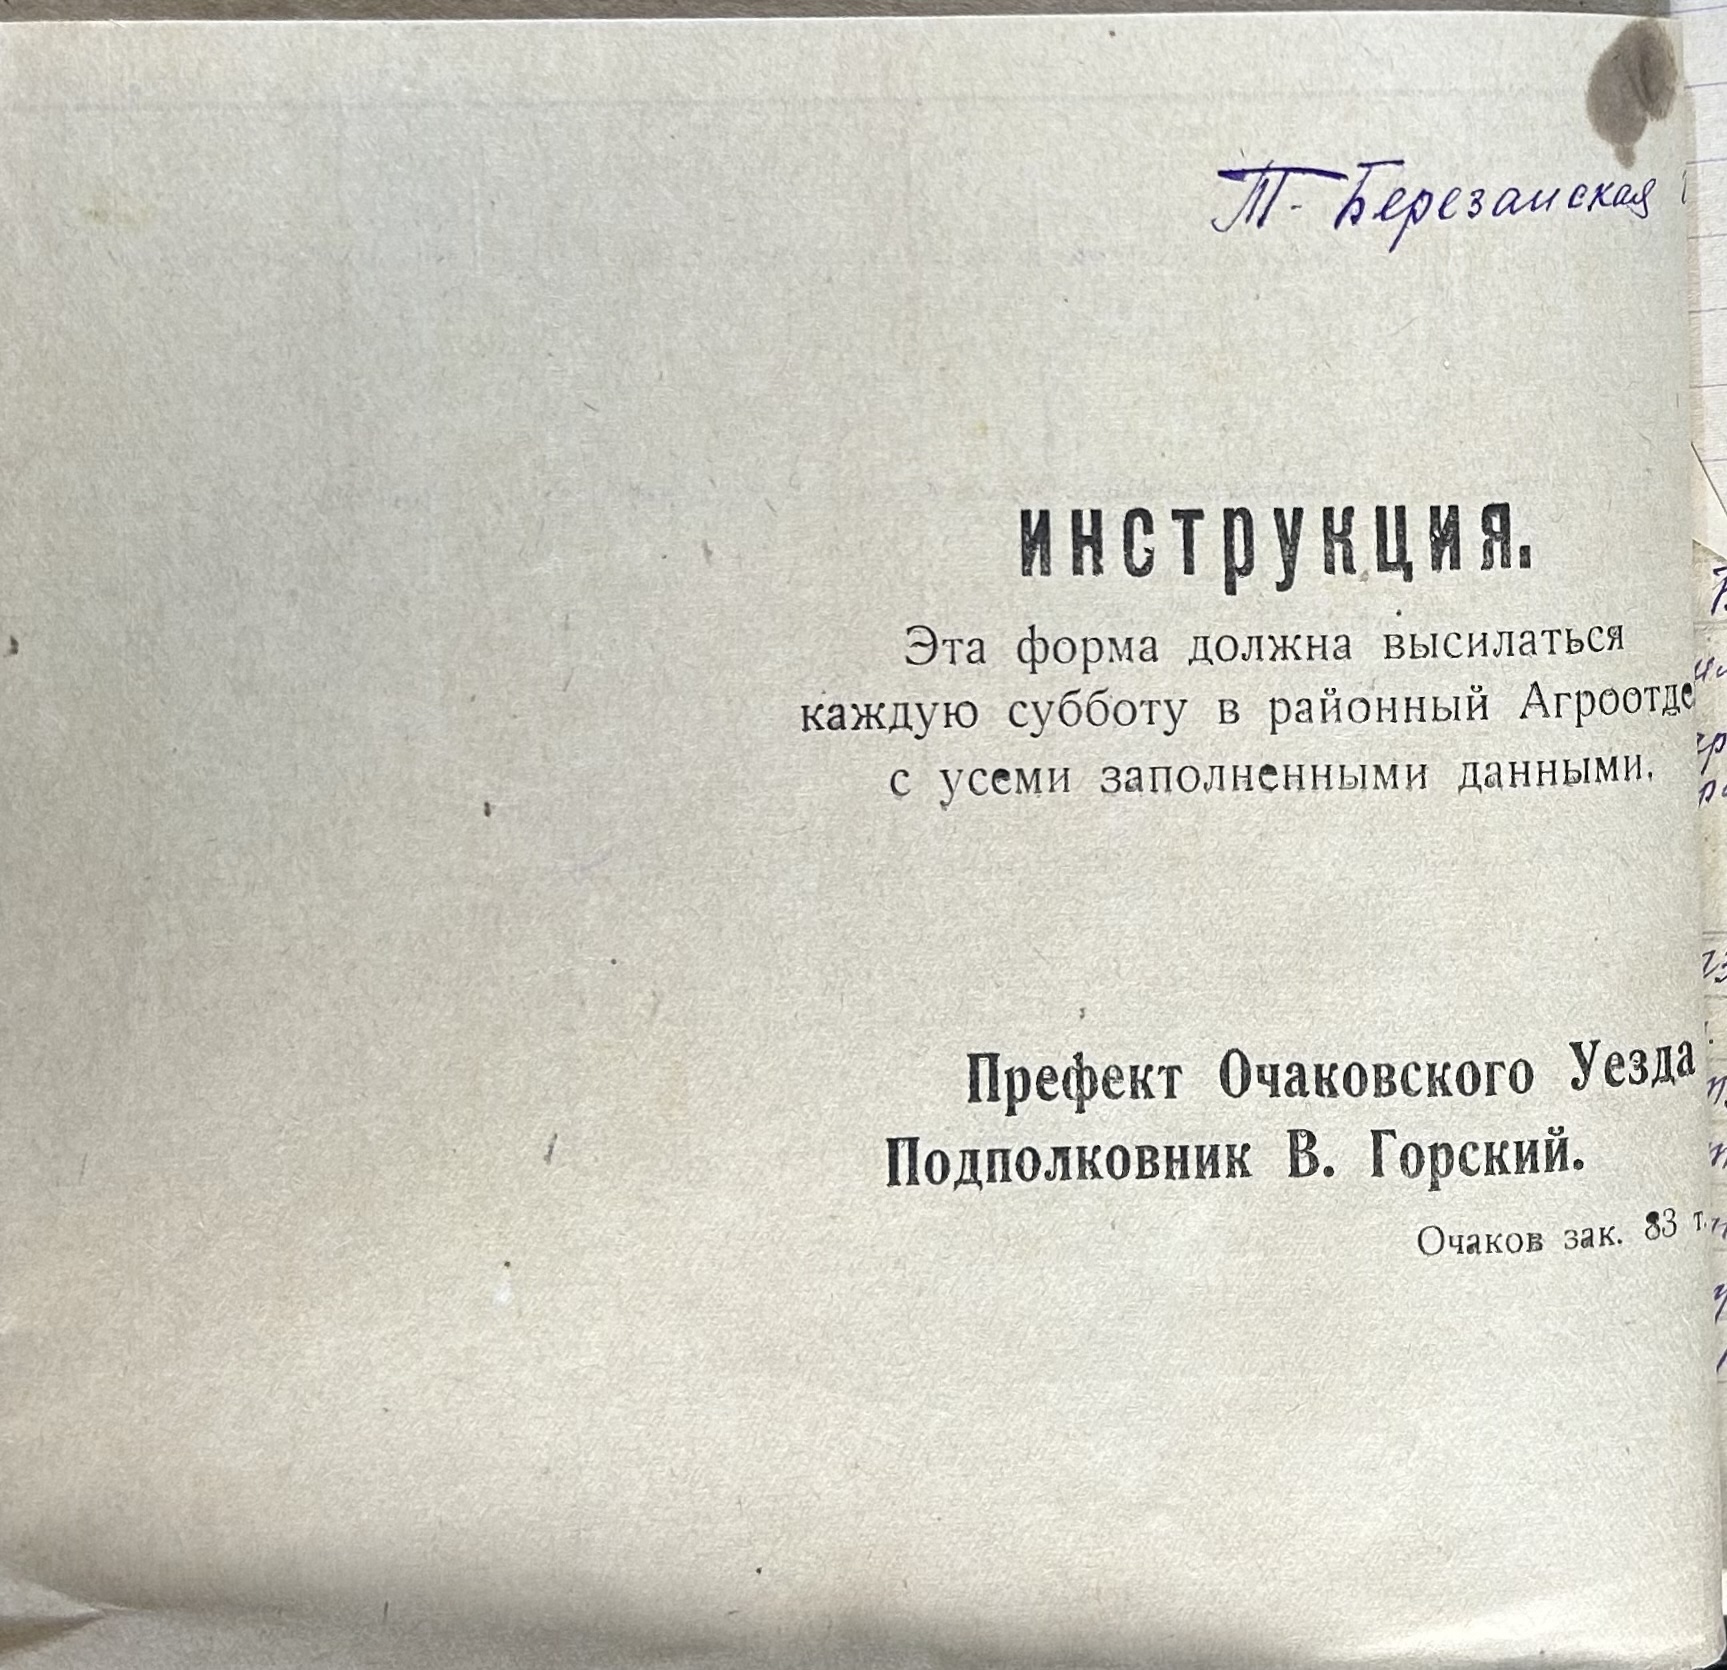 Т-Березанская
ИНСТРУКЦИЯ.
Эта форма должна высилаться
каждую субботу в районный Агроотде
с усеми заполненными данными.
Префект Очаковского Уезда
Подполковник В. Горский.
Очаков зак. 83 т.